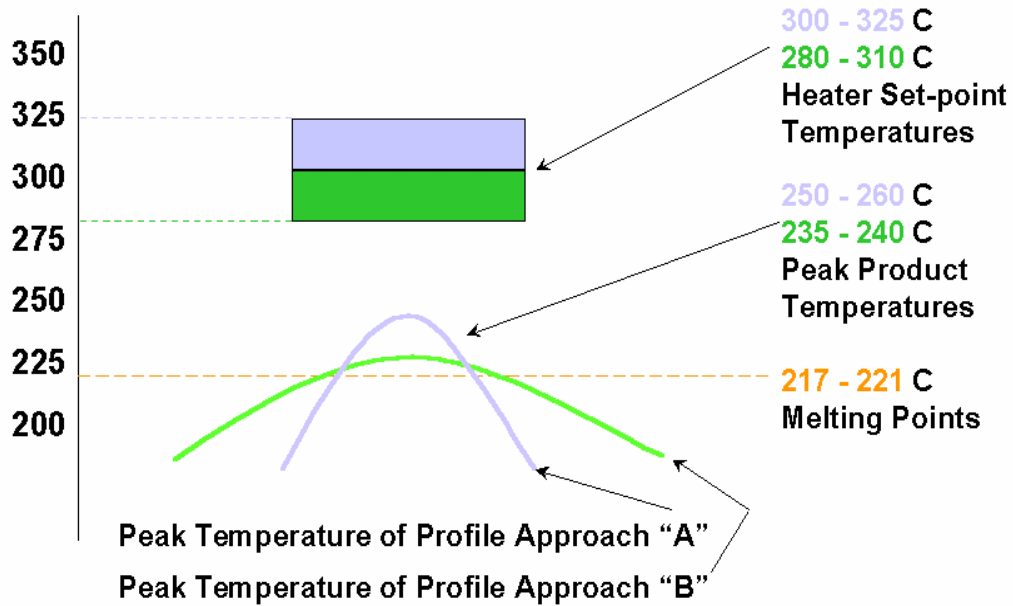 350
325
300
275
250
225
200
300 - 325 C
280 - 310 C
Heater Set-point
Temperatures
250 - 260 C
235 - 240 C
Peak Product
Temperatures
217 - 221 C
Melting Points
Peak Temperature of Profile Approach “A”
Peak Temperature of Profile Approach “B”